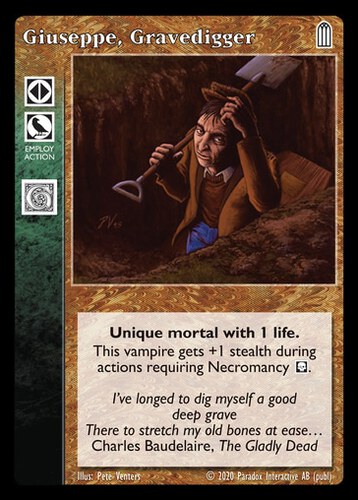 Giuseppe, Gravedigger
EMPLOY
ACTION
Unique mortal with 1 life.
This vampire gets +1 stealth during
actions requiring Necromancy.
I've longed to dig myself a good
deep grave
There to stretch my old bones at ease…
Charles Baudelaire, The Gladly Dead
Illus: Pete Venters
© 2020 Paradox Interactive AB (publ)